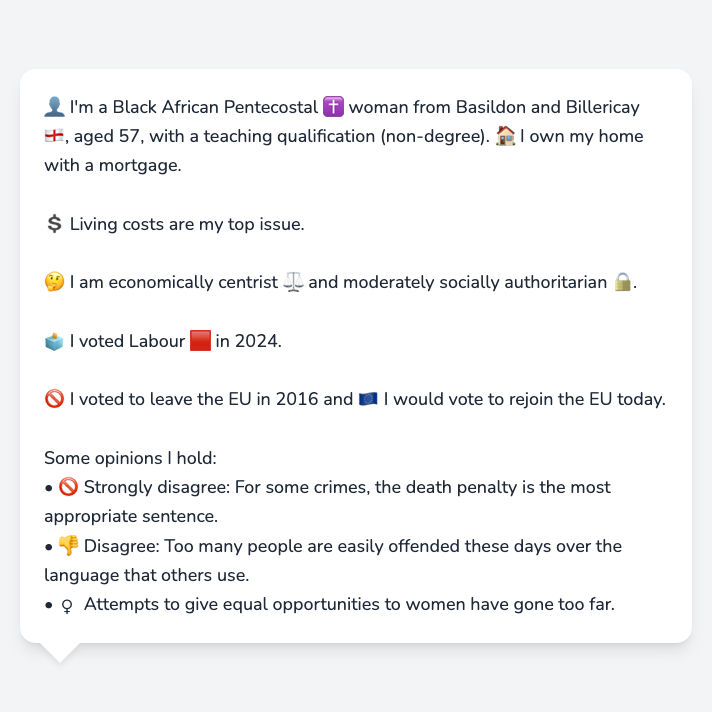 👤 I'm a Black African Pentecostal ✝️ woman from Basildon and Billericay
🏴󠁧󠁢󠁥󠁮󠁧󠁿, aged 57, with a teaching qualification (non-degree). 🏠 I own my home
with a mortgage.
💲 Living costs are my top issue.
🤔 I am economically centrist ⚖️ and moderately socially authoritarian 🔒.
🗳️ I voted Labour 🟥 in 2024.
🚫 I voted to leave the EU in 2016 and 🇪🇺 I would vote to rejoin the EU today.
Some opinions I hold:
• 🚫 Strongly disagree: For some crimes, the death penalty is the most
appropriate sentence.
• 👎 Disagree: Too many people are easily offended these days over the
language that others use.
• ♀ Attempts to give equal opportunities to women have gone too far.